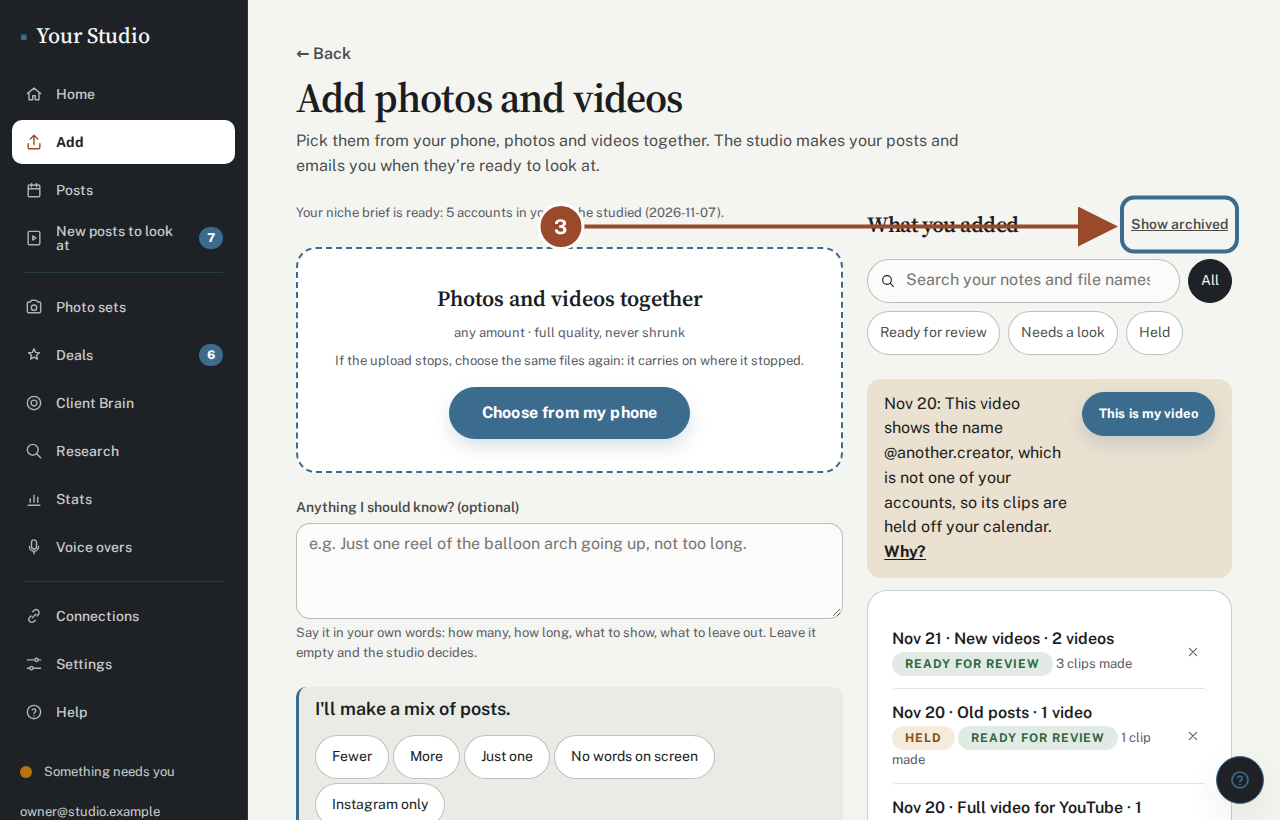 Your Studio
Home
Add
Posts
New posts to look at
7
Photo sets
Deals
6
Client Brain
Research
Stats
Voice overs
Connections
Settings
Help
Something needs you
owner@studio.example
← Back
Add photos and videos
Pick them from your phone, photos and videos together. The studio makes your posts and
emails you when they're ready to look at.
Your niche brief is ready: 5 accounts in
studied (2026-11-07).
3
Photos and videos together
any amount · full quality, never shrunk
If the upload stops, choose the same files again: it carries on where it stopped.
Choose from my phone
Anything I should know? (optional)
e.g. Just one reel of the balloon arch going up, not too long.
Say it in your own words: how many, how long, what to show, what to leave out. Leave it
empty and the studio decides.
I'll make a mix of posts.
Fewer
More
Just one
No words on screen
Instagram only
What you added
Show archived
Search your notes and file names
All
Ready for review
Needs a look
Held
Nov 20: This video
shows the name
@another.creator, which
is not one of your
accounts, so its clips are
held off your calendar.
Why?
This is my video
Nov 21 · New videos · 2 videos
READY FOR REVIEW 3 clips made
Nov 20 · Old posts · 1 video
HELD READY FOR REVIEW 1 clip
made
Nov 20 · Full video for YouTube · 1